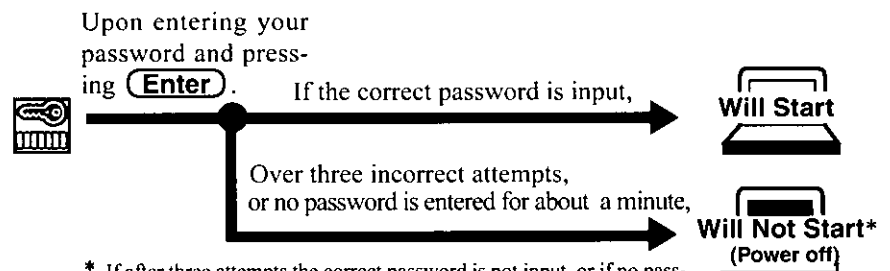 Upon entering your
password and press-
ing Enter.
If the correct password is input,
Will Start
Over three incorrect attempts,
or no password is entered for about a minute,
Will Not Start*
(Power off)
* If after three attempts the correct password is not input, or if no pass-